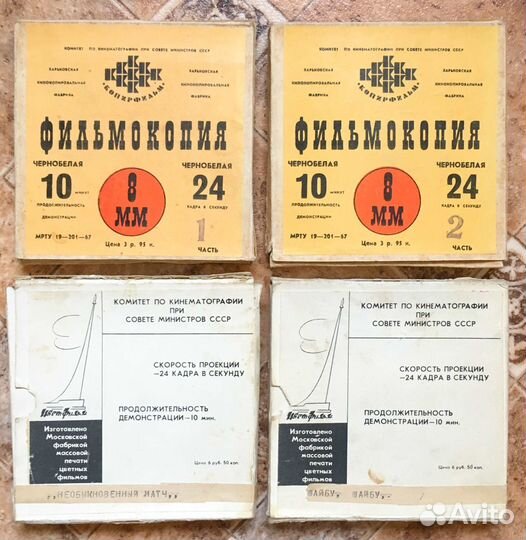 КОМИТЕТ ПО КИНЕМАТОГРАФИИ ПРИ СОВЕТЕ МИНИСТРОВ СССР
ХАРЬКОВСКАЯ
КИНОКОПИРОВАЛЬНАЯ
ФАБРИКА
КОПИРФИЛЬМ
ФИЛЬМОКОПИЯ
ЧЕРНОБЕЛАЯ
10 МИНУТ
ПРОДОЛЖИТЕЛЬНОСТЬ
ДЕМОНСТРАЦИИ
8
ММ
ЧЕРНОБЕЛАЯ
24
КАДРА В СЕКУНДУ
1
ЧАСТЬ
МРТУ 19—201—67
Цена 3 р. 95 к.
КОМИТЕТ ПО КИНЕМАТОГРАФИИ ПРИ СОВЕТЕ МИНИСТРОВ СССР
ХАРЬКОВСКАЯ
КИНОКОПИРОВАЛЬНАЯ
ФАБРИКА
КОПИРФИЛЬМ
ФИЛЬМОКОПИЯ
ЧЕРНОБЕЛАЯ
10 МИНУТ
ПРОДОЛЖИТЕЛЬНОСТЬ
ДЕМОНСТРАЦИИ
8
ММ
ЧЕРНОБЕЛАЯ
24
КАДРА В СЕКУНДУ
2
ЧАСТЬ
МРТУ 19—201—67
Цена 3 р. 95 к.
КОМИТЕТ ПО КИНЕМАТОГРАФИИ
ПРИ
СОВЕТЕ МИНИСТРОВ СССР
СКОРОСТЬ ПРОЕКЦИИ
—24 КАДРА В СЕКУНДУ
ПРОДОЛЖИТЕЛЬНОСТЬ
ДЕМОНСТРАЦИИ—10 мин.
Цветфильм
Изготовлено
Московской
фабрикой
массовой
печати
цветных
фильмов
Цена 6 руб. 50 коп.
,,НЕОБЫКНОВЕННЫЙ МАТЧ,,
КОМИТЕТ ПО КИНЕМАТОГРАФИИ
ПРИ
СОВЕТЕ МИНИСТРОВ СССР
СКОРОСТЬ ПРОЕКЦИИ
—24 КАДРА В СЕКУНДУ
ПРОДОЛЖИТЕЛЬНОСТЬ
ДЕМОНСТРАЦИИ—10 мин.
Цветфильм
Изготовлено
Московской
фабрикой
массовой
печати
цветных
фильмов
Цена 6 руб. 50 коп.
ШАЙБУ, ШАЙБУ,
Avito